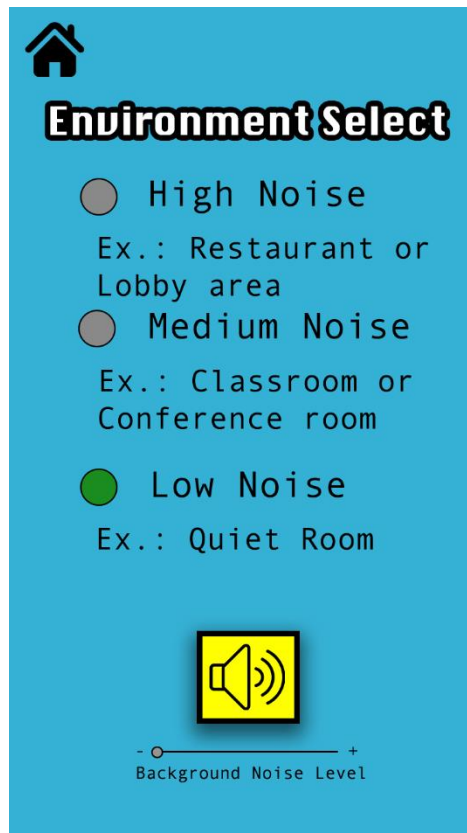 Environment Select
High Noise
Ex.: Restaurant or
Lobby area
Medium Noise
Ex.: Classroom or
Conference room
Low Noise
Ex.: Quiet Room
- +
Background Noise Level